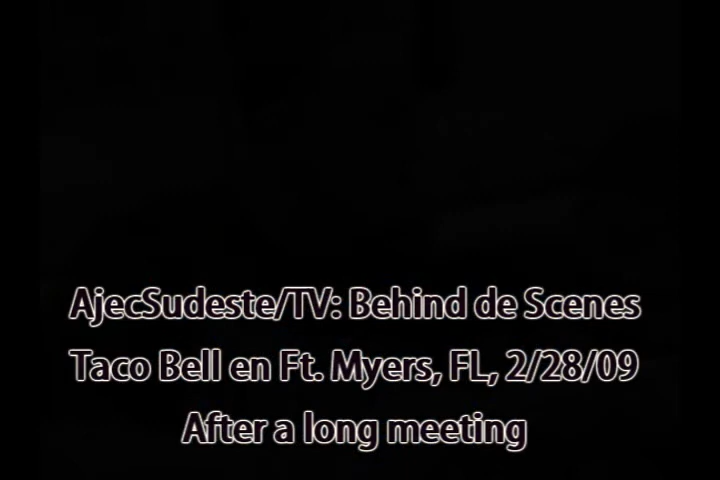 AjecSudeste/TV: Behind de Scenes
Taco Bell en Ft. Myers, FL, 2/28/09
After a long meeting